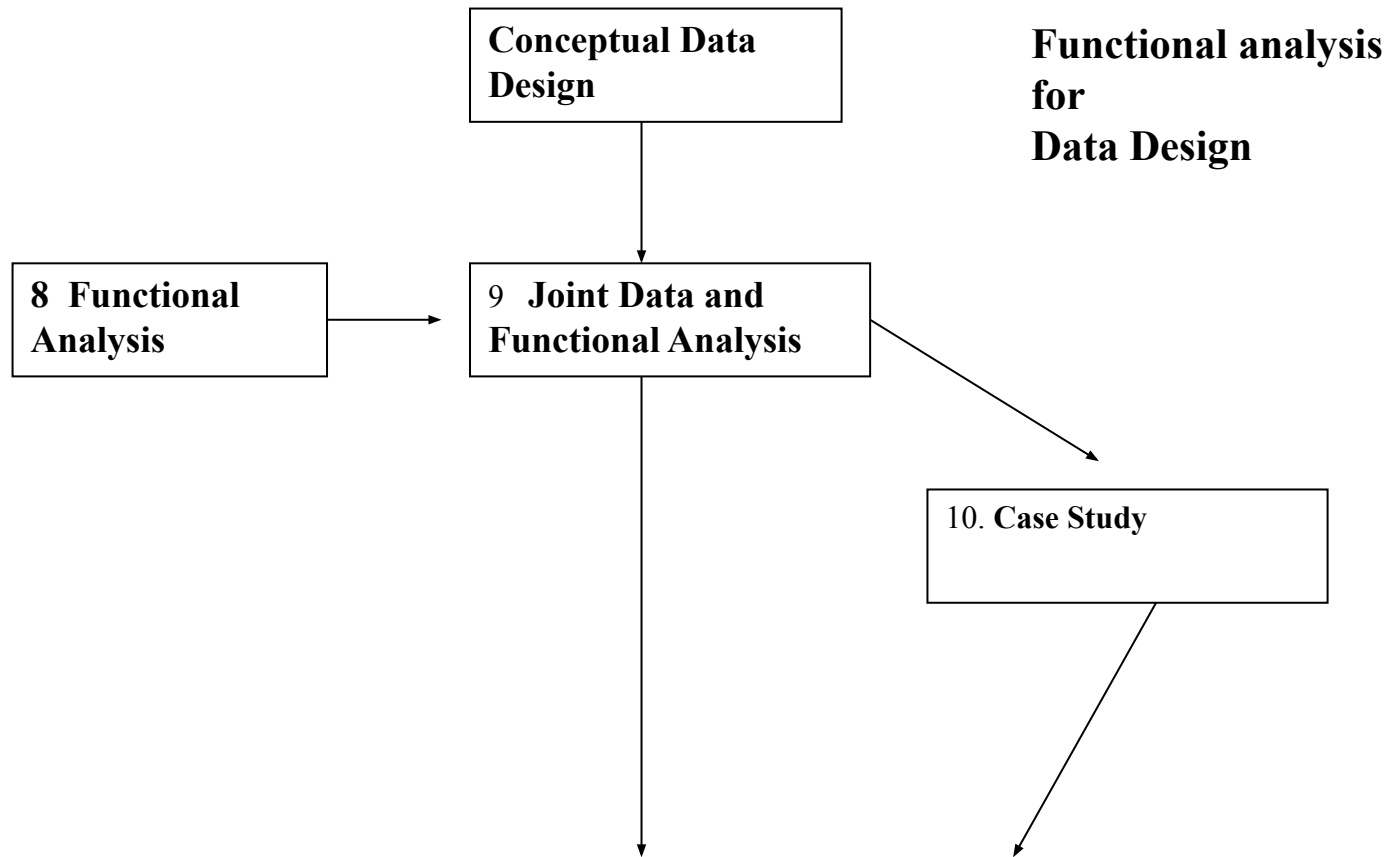 Conceptual Data
Design
Functional analysis
for
Data Design
8 Functional
Analysis
9 Joint Data and
Functional Analysis
10. Case Study